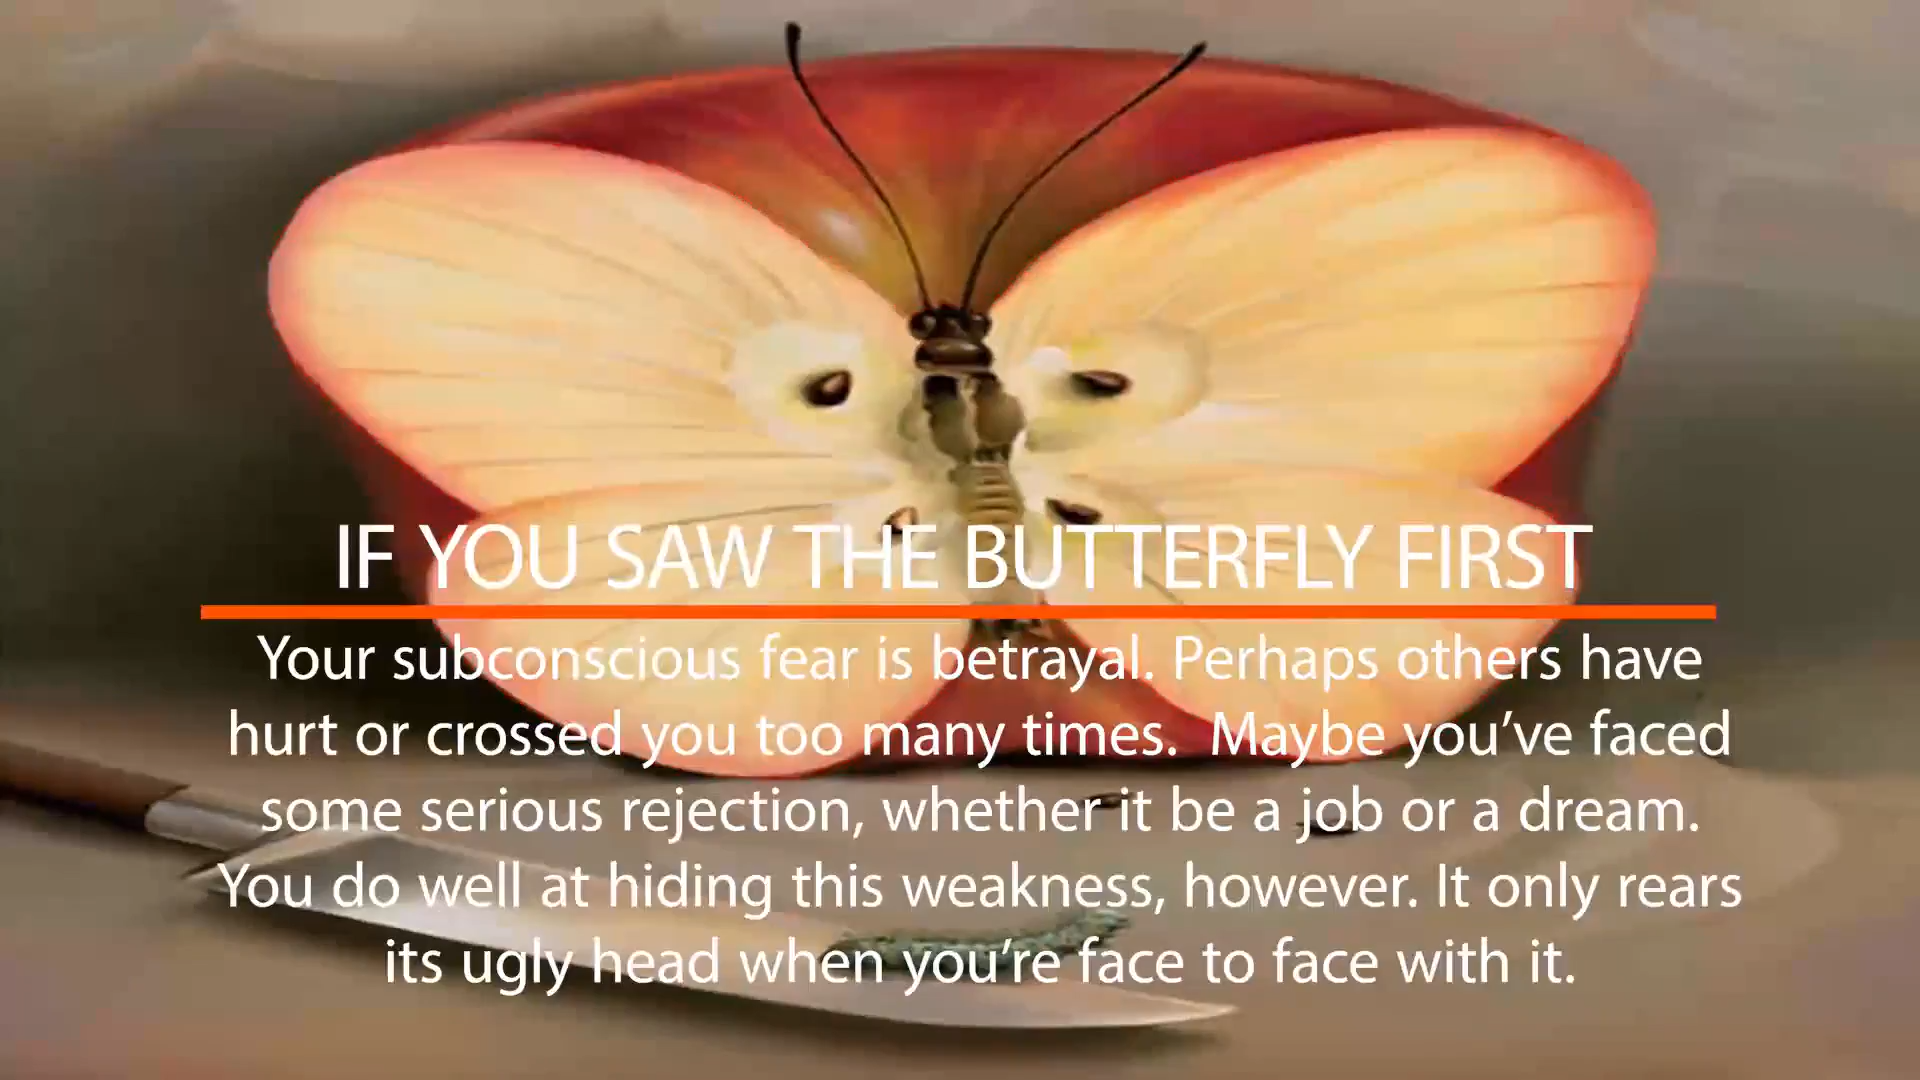 IF YOU SAW THE BUTTERFLY FIRST
Your subconscious fear is betrayal. Perhaps others have
hurt or crossed you too many times.  Maybe you’ve faced
some serious rejection, whether it be a job or a dream.
You do well at hiding this weakness, however. It only rears
its ugly head when you’re face to face with it.